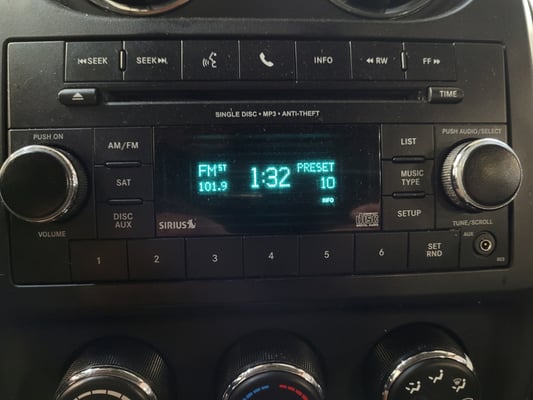 SEEK SEEK INFO RW FF
TIME
SINGLE DISC • MP3 • ANTI-THEFT
PUSH ON AM/FM LIST PUSH AUDIO/SELECT
FM ST 1:32 PRESET
101.9 10
SAT MUSIC TYPE
INFO
DISC AUX SETUP
SIRIUS
VOLUME TUNE/SCROLL
1 2 3 4 5 6 SET RND AUX